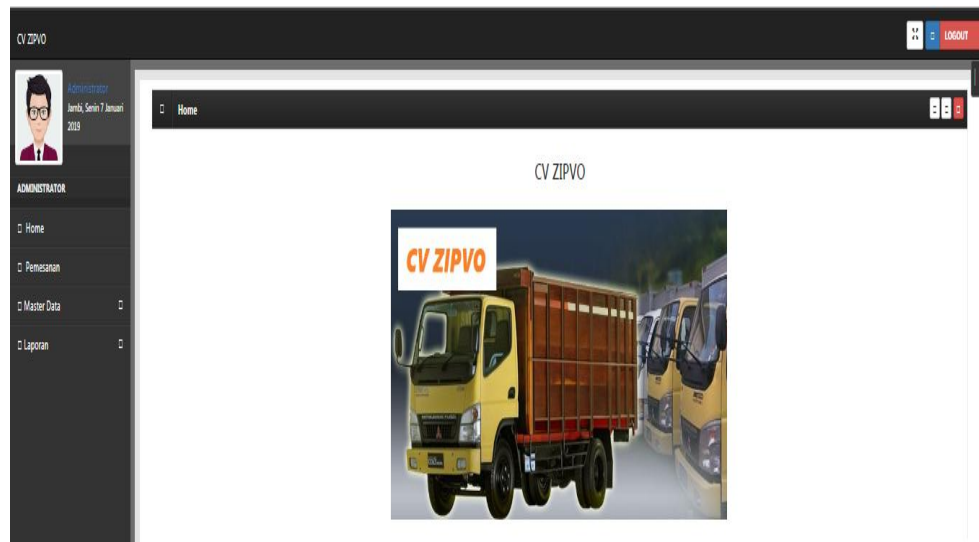 CV ZIPVO
LOGOUT
Administrator
Jambi, Senin 7 Januari
2019
ADMINISTRATOR
Home
Pemesanan
Master Data
Laporan
Home
CV ZIPVO
CV ZIPVO